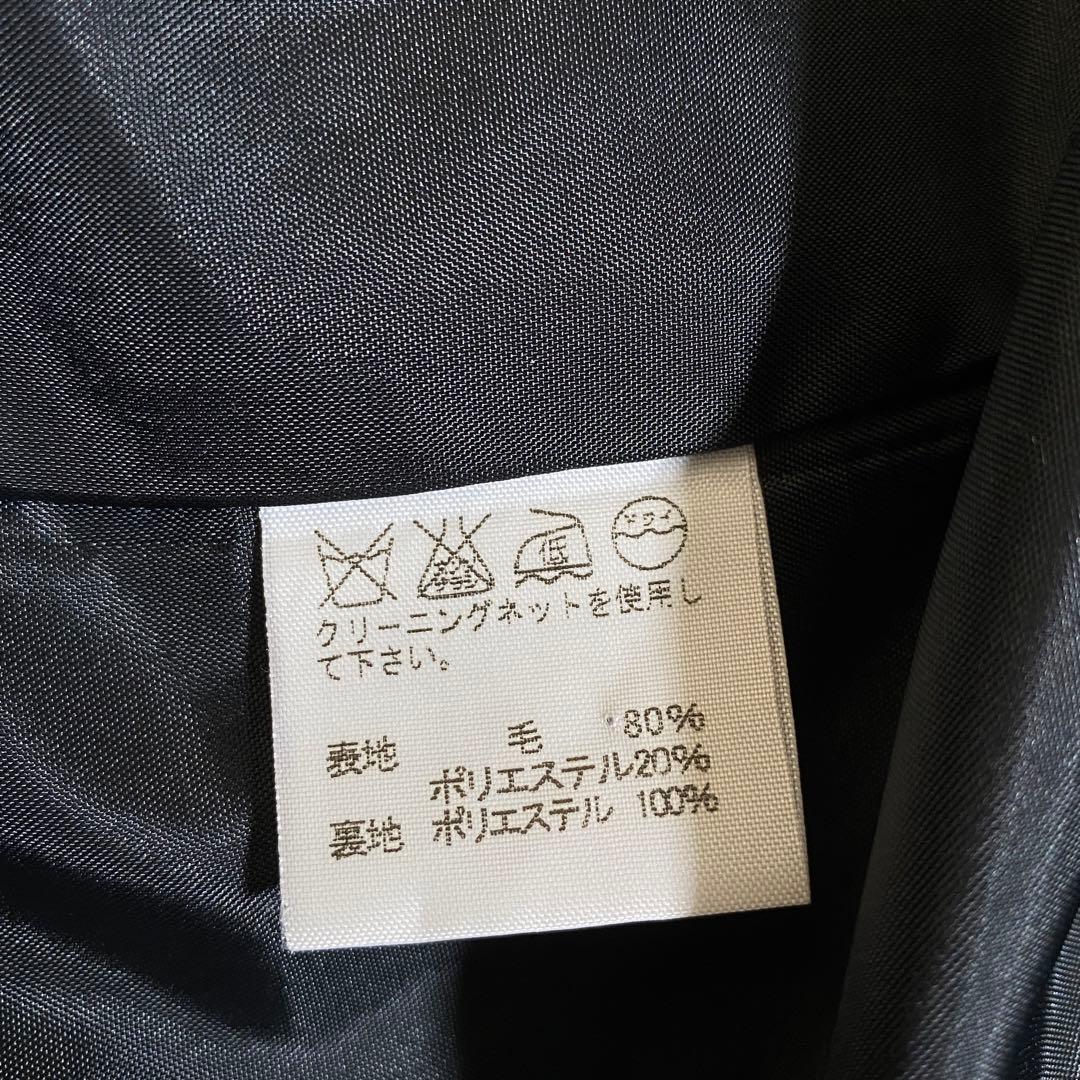 低
クリーニングネットを使用し
て下さい。
表地 毛 80%
ポリエステル20%
裏地 ポリエステル 100%